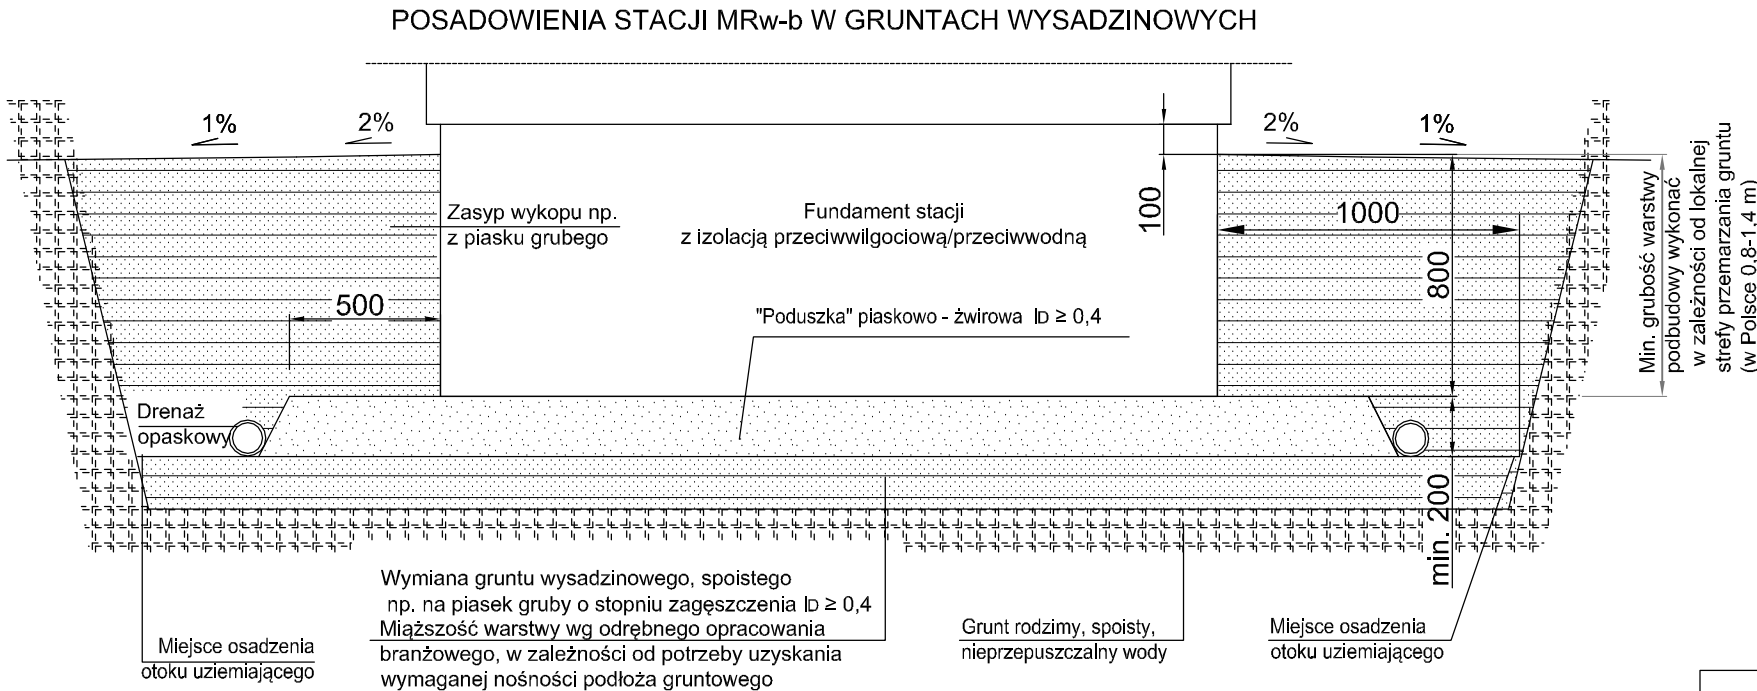 POSADOWIENIA STACJI MRw-b W GRUNTACH WYSADZINOWYCH
1%
2%
2%
1%
100
Zasyp wykopu np.
z piasku grubego
Fundament stacji
z izolacją przeciwwilgociową/przeciwwodną
1000
800
Min. grubość warstwy
podbudowy wykonać
w zależności od lokalnej
strefy przemarzania gruntu
(w Polsce 0.8-1,4 m)
500
"Poduszka" piaskowo - żwirowa ID ≥ 0,4
Drenaż
opaskowy
min. 200
Wymiana gruntu wysadzinowego, spoistego
np. na piasek gruby o stopniu zagęszczenia ID ≥ 0,4
Miąższość warstwy wg odrębnego opracowania
branżowego, w zależności od potrzeby uzyskania
wymaganej nośności podłoża gruntowego
Miejsce osadzenia
otoku uziemiającego
Grunt rodzimy, spoisty,
nieprzepuszczalny wody
Miejsce osadzenia
otoku uziemiającego